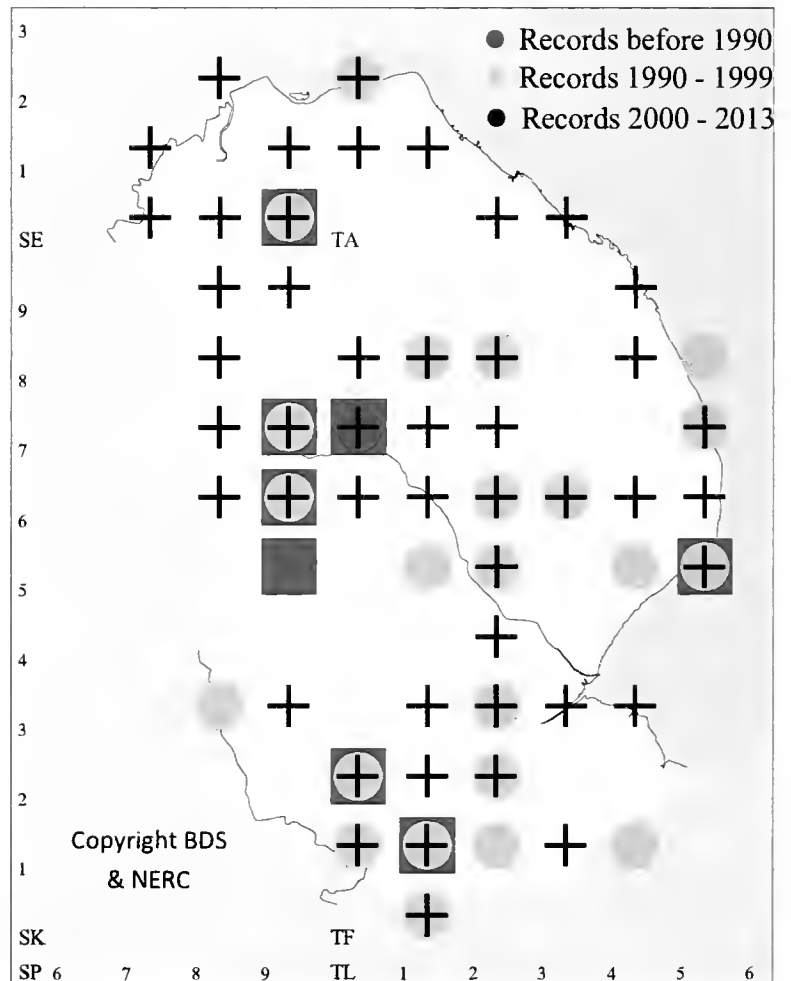 3
Records before 1990
Records 1990 - 1999
2
Records 2000 - 2013
1
SE TA
9
8
7
6
5
4
3
2
Copyright BDS
& NERC
1
SK TF
SP 6 7 8 9 TL 1 2 3 4 5 6